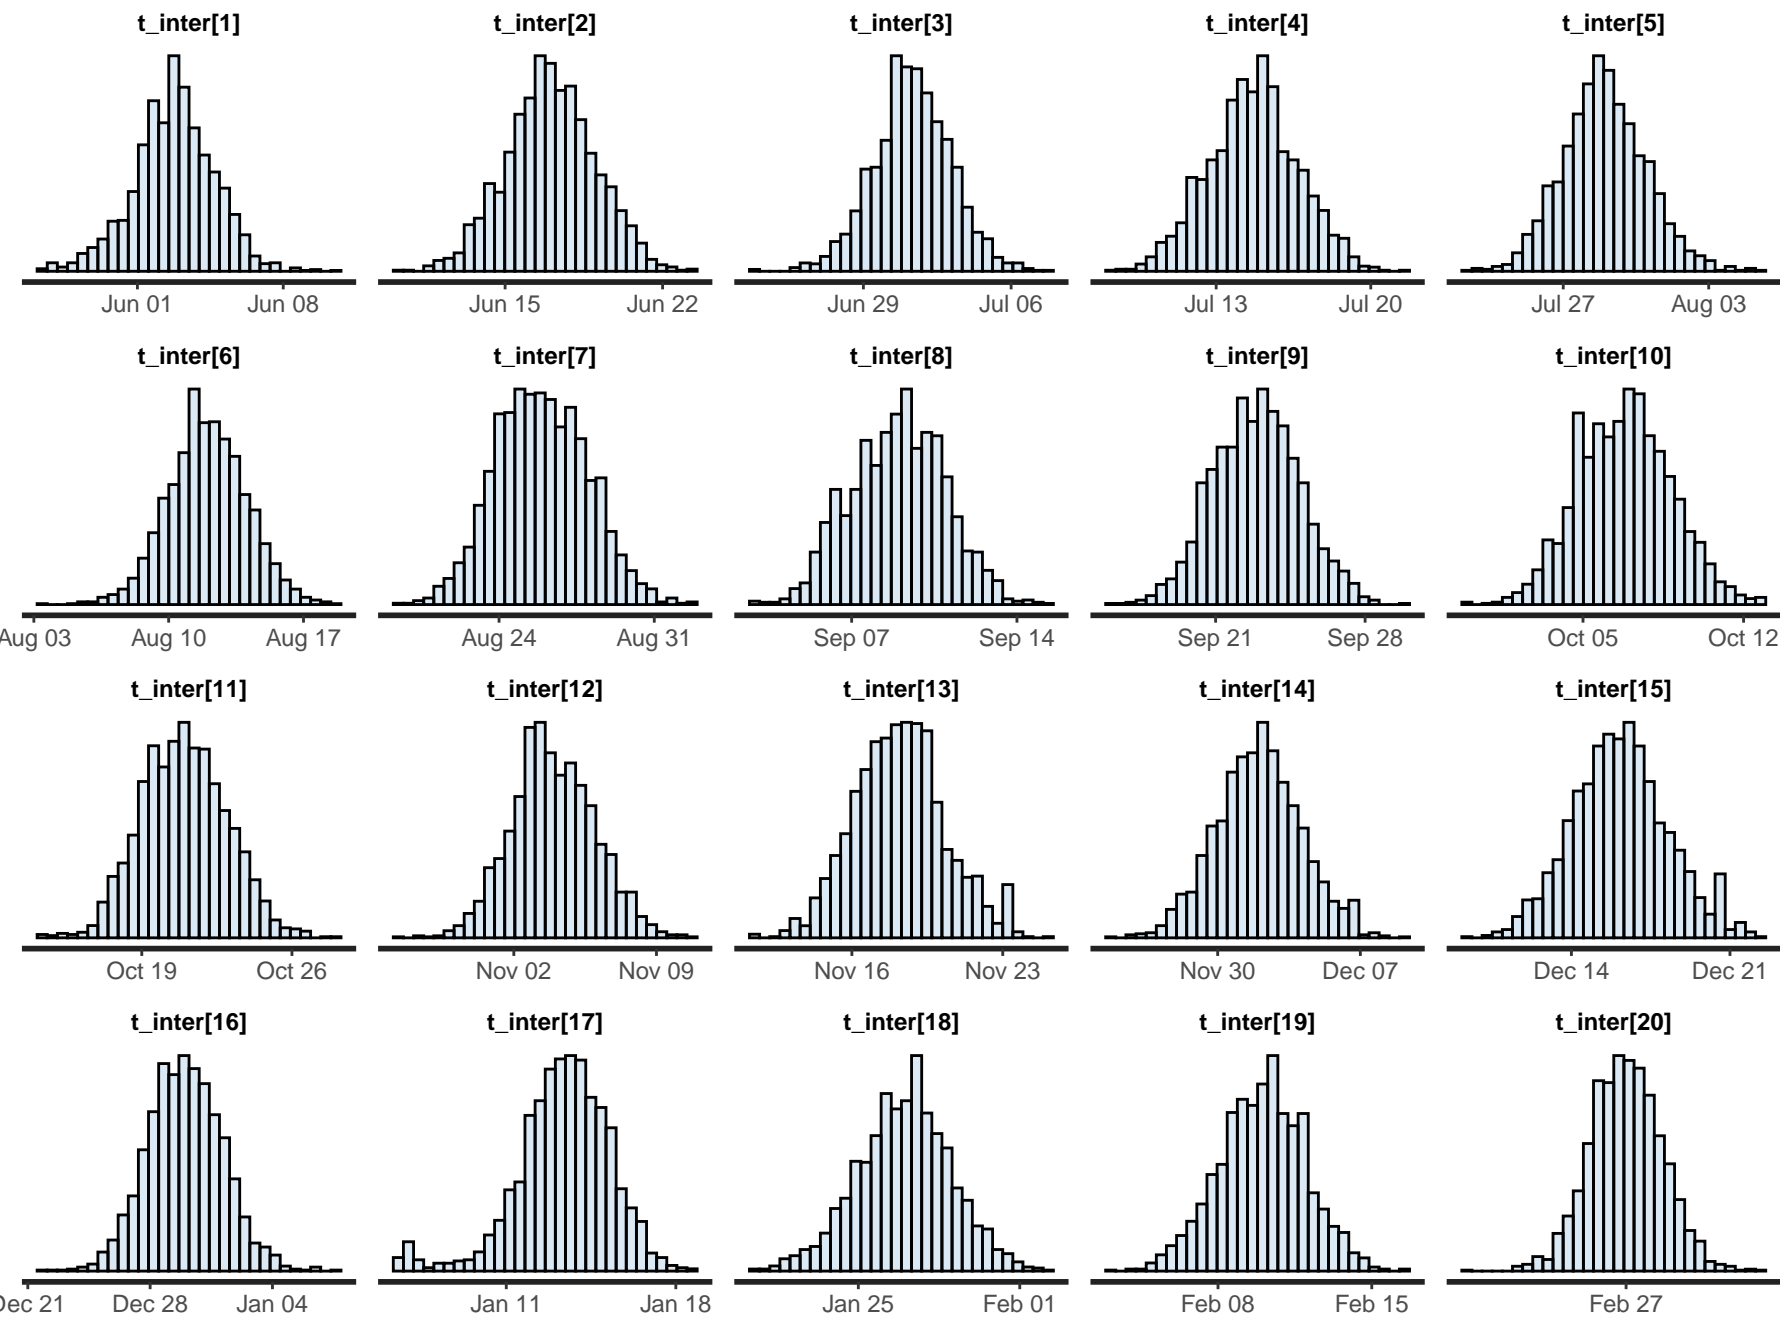 t_inter[1] t_inter[2] t_inter[3] t_inter[4] t_inter[5]
Jun 01 Jun 08 Jun 15 Jun 22 Jun 29 Jul 06 Jul 13 Jul 20 Jul 27 Aug 03
t_inter[6] t_inter[7] t_inter[8] t_inter[9] t_inter[10]
Aug 03 Aug 10 Aug 17 Aug 24 Aug 31 Sep 07 Sep 14 Sep 21 Sep 28 Oct 05 Oct 12
t_inter[11] t_inter[12] t_inter[13] t_inter[14] t_inter[15]
Oct 19 Oct 26 Nov 02 Nov 09 Nov 16 Nov 23 Nov 30 Dec 07 Dec 14 Dec 21
t_inter[16] t_inter[17] t_inter[18] t_inter[19] t_inter[20]
Dec 21 Dec 28 Jan 04 Jan 11 Jan 18 Jan 25 Feb 01 Feb 08 Feb 15 Feb 27